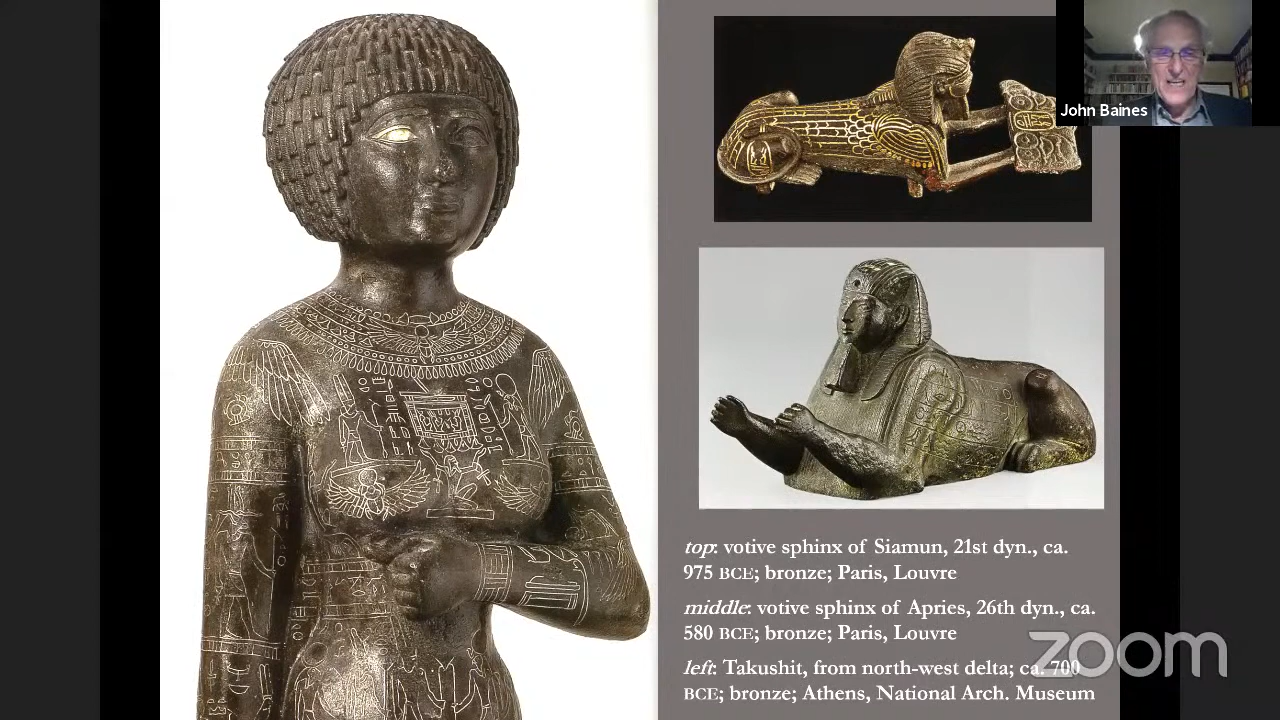 John Baines
top: votive sphinx of Siamun, 21st dyn., ca.
975 BCE; bronze; Paris, Louvre
middle: votive sphinx of Apries, 26th dyn., ca.
580 BCE; bronze; Paris, Louvre
left: Takushit, from north-west delta; ca. 700
BCE; bronze; Athens, National Arch. Museum
zoom